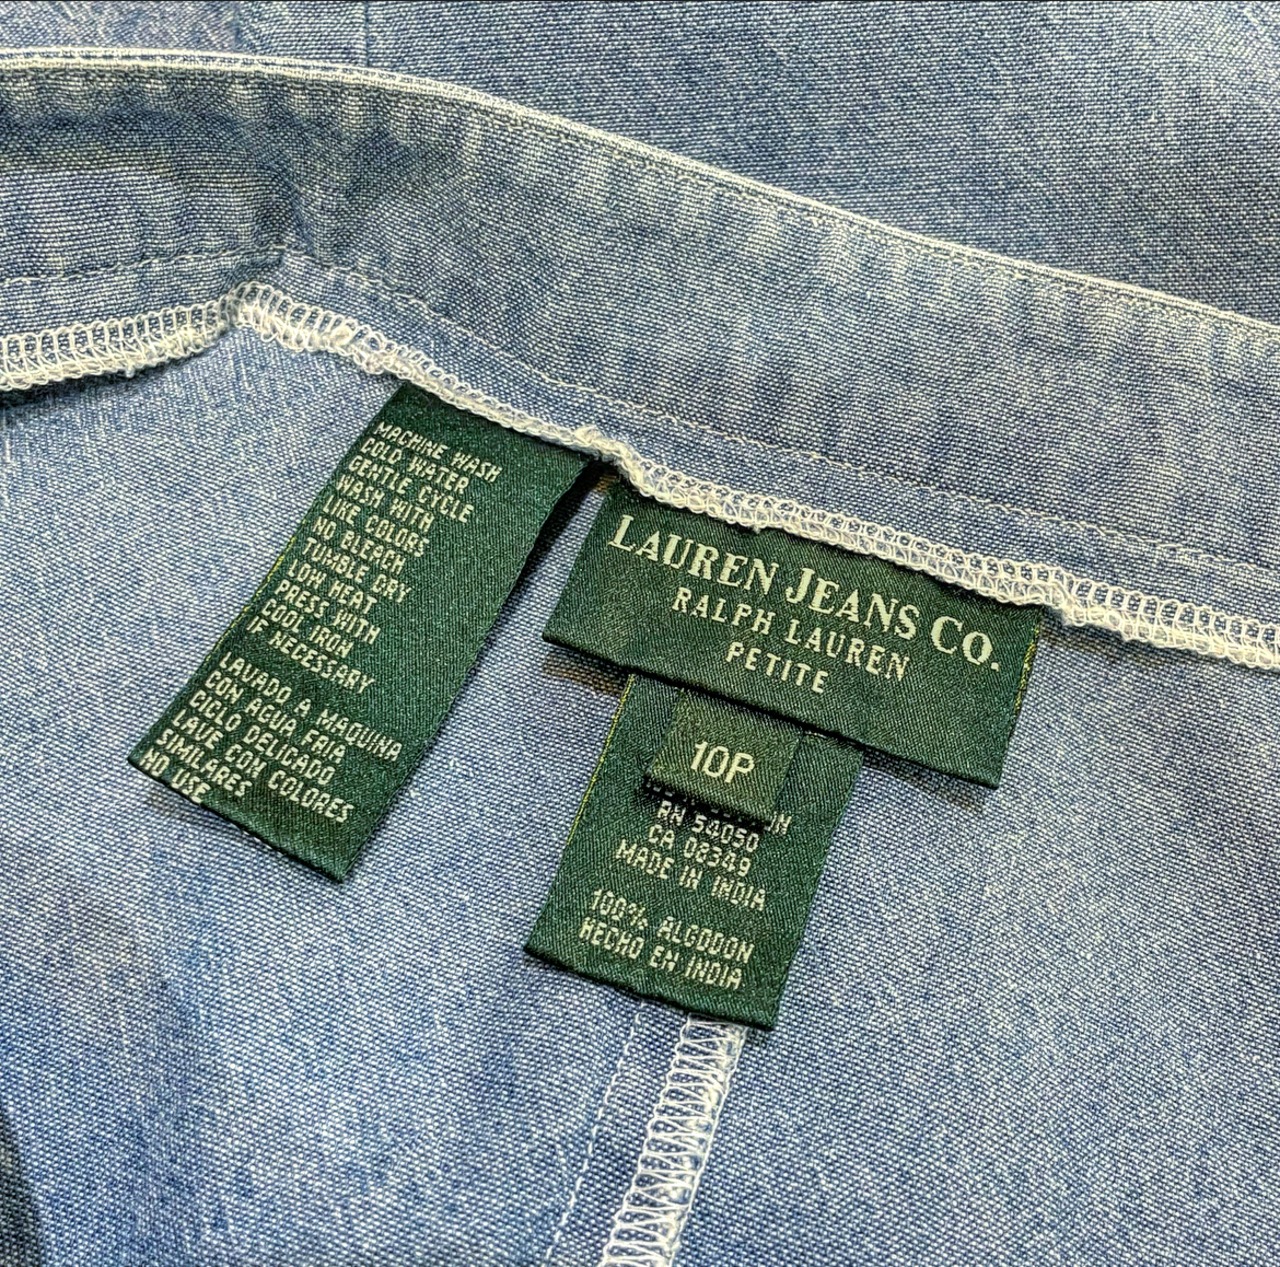 MACHINE WASH
COLD WATER
GENTLE CYCLE
WASH WITH
LIKE COLORS
NO BLEACH
TUMBLE DRY
LOW HEAT
PRESS WITH
COOL IRON
IF NECESSARY
LAVADO A MAQUINA
CON AGUA FRIA
CICLO DELICADO
LAVE CON COLORES
SIMILARES
NO USE
LAUREN JEANS CO.
RALPH LAUREN
PETITE
10P
RN 54050
CA 08349
MADE IN INDIA
100% ALGODON
HECHO EN INDIA